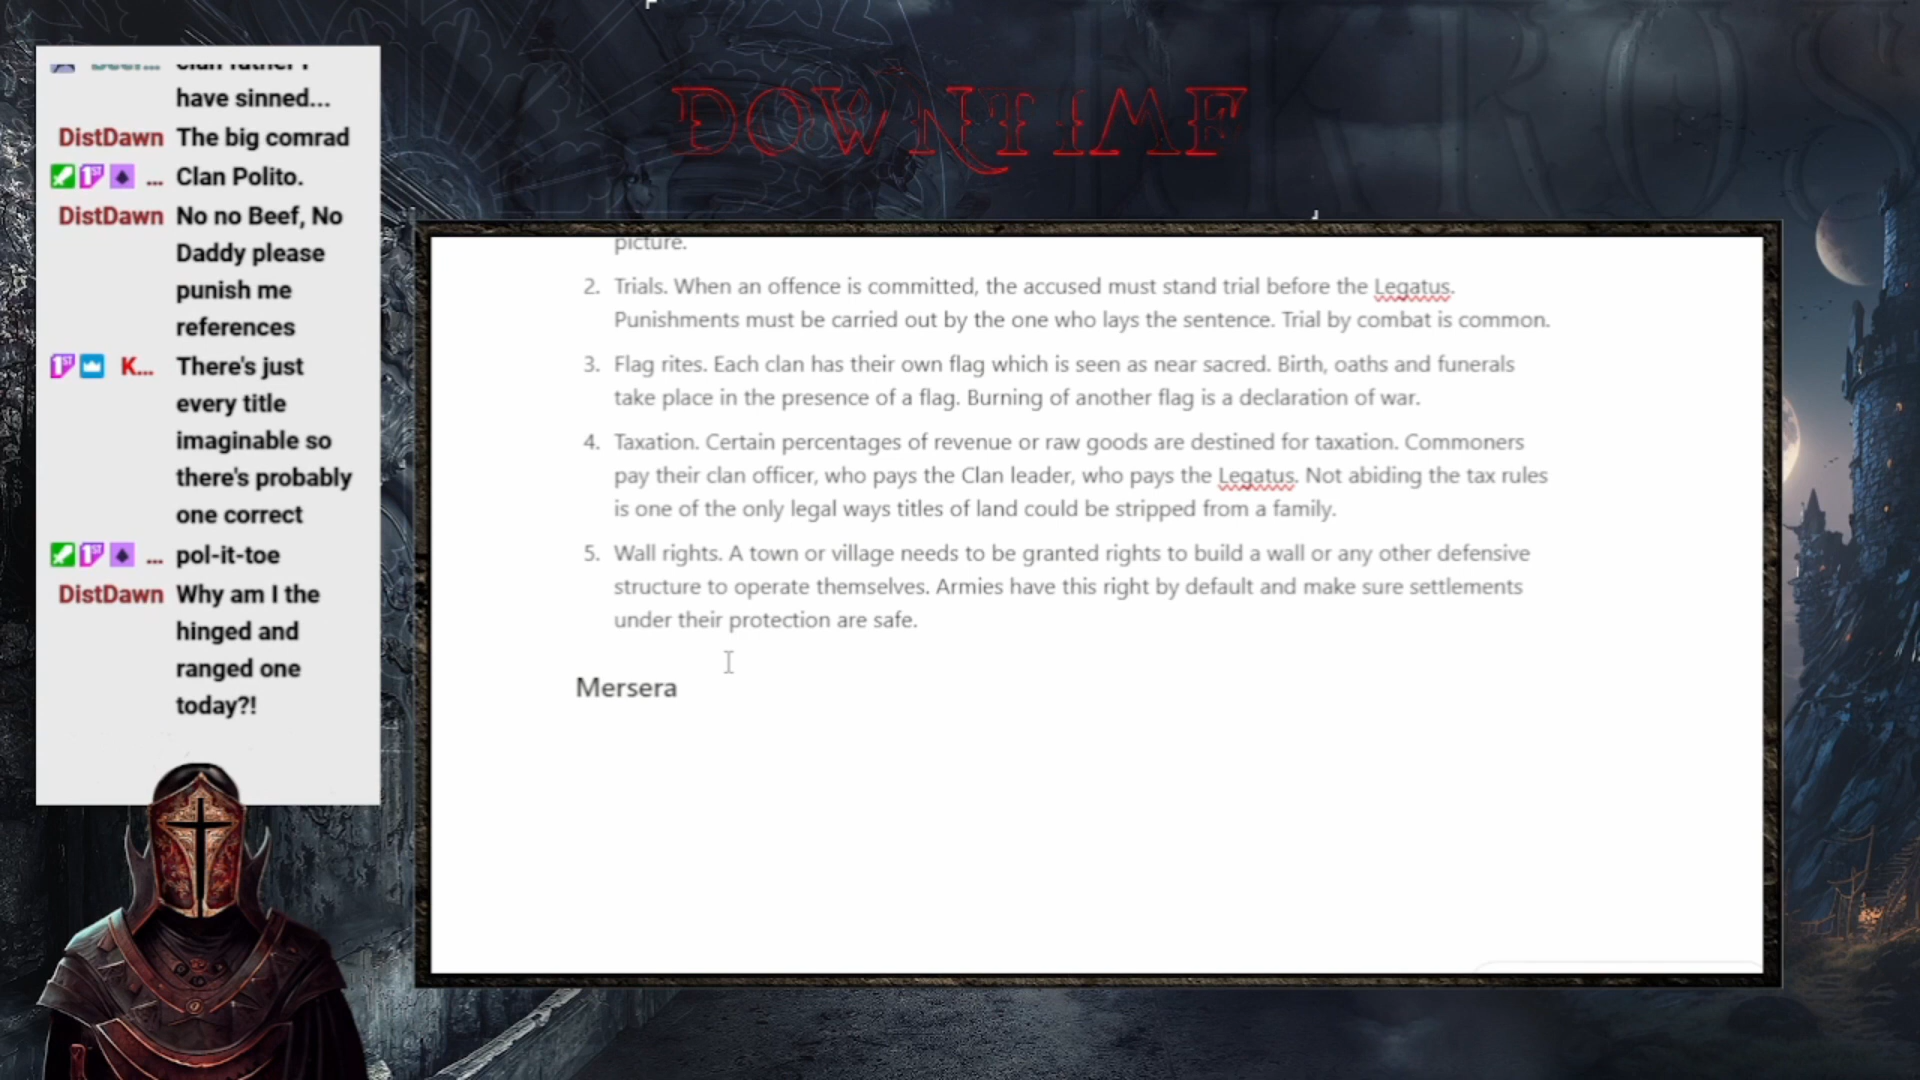 DOWNTIME
have sinned...
DistDawn The big comrad
... Clan Polito.
DistDawn No no Beef, No
Daddy please
punish me
references
K... There's just
every title
imaginable so
there's probably
one correct
... pol-it-toe
DistDawn Why am I the
hinged and
ranged one
today?!
picture.
2. Trials. When an offence is committed, the accused must stand trial before the Legatus.
Punishments must be carried out by the one who lays the sentence. Trial by combat is common.
3. Flag rites. Each clan has their own flag which is seen as near sacred. Birth, oaths and funerals
take place in the presence of a flag. Burning of another flag is a declaration of war.
4. Taxation. Certain percentages of revenue or raw goods are destined for taxation. Commoners
pay their clan officer, who pays the Clan leader, who pays the Legatus. Not abiding the tax rules
is one of the only legal ways titles of land could be stripped from a family.
5. Wall rights. A town or village needs to be granted rights to build a wall or any other defensive
structure to operate themselves. Armies have this right by default and make sure settlements
under their protection are safe.
Mersera